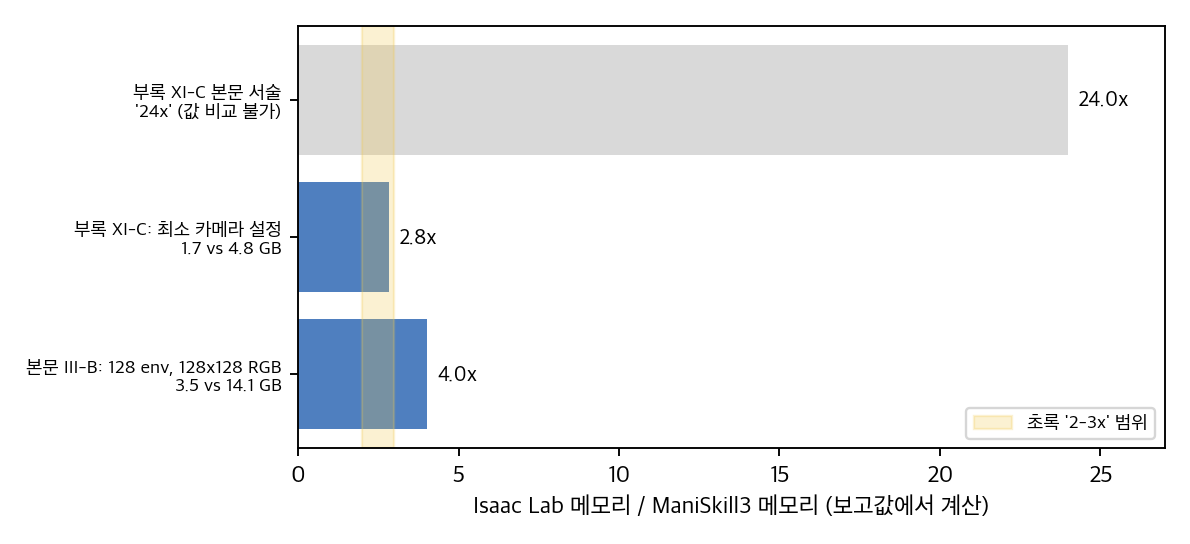 부록 XI-C 본문 서술
'24x' (값 비교 불가)
24.0x
부록 XI-C: 최소 카메라 설정
1.7 vs 4.8 GB
2.8x
본문 III-B: 128 env, 128x128 RGB
3.5 vs 14.1 GB
4.0x
초록 '2-3x' 범위
0 5 10 15 20 25
Isaac Lab 메모리 / ManiSkill3 메모리 (보고값에서 계산)